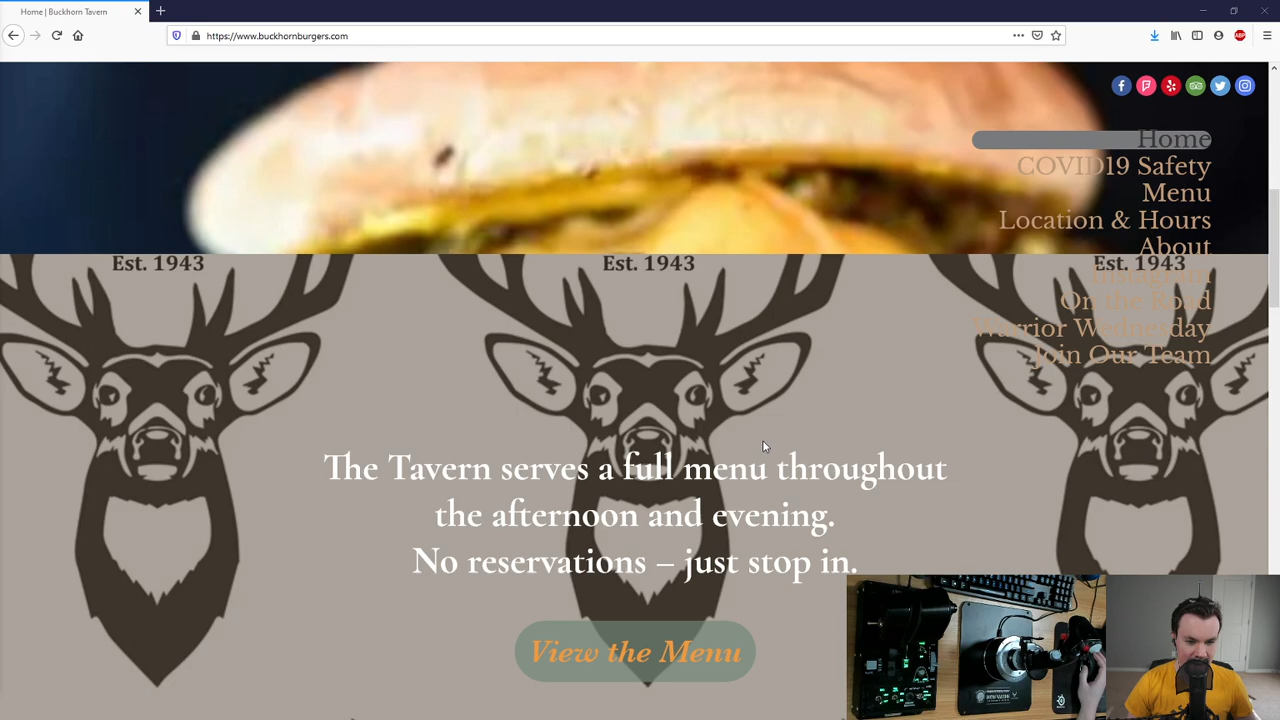 Home | Buckhorn Tavern
https://www.buckhornburgers.com
ABP
Home
COVID19 Safety
Menu
Location & Hours
About
Est. 1943
Est. 1943
Est. 1943
Instagram
On the Road
Warrior Wednesday
Join Our Team
The Tavern serves a full menu throughout
the afternoon and evening.
No reservations – just stop in.
View the Menu